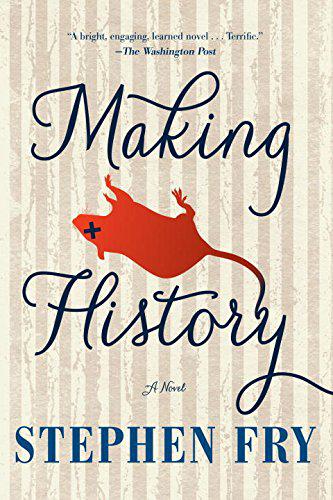 “A bright, engaging, learned novel . . . Terrific.”
—The Washington Post
Making
History
A Novel
STEPHEN FRY